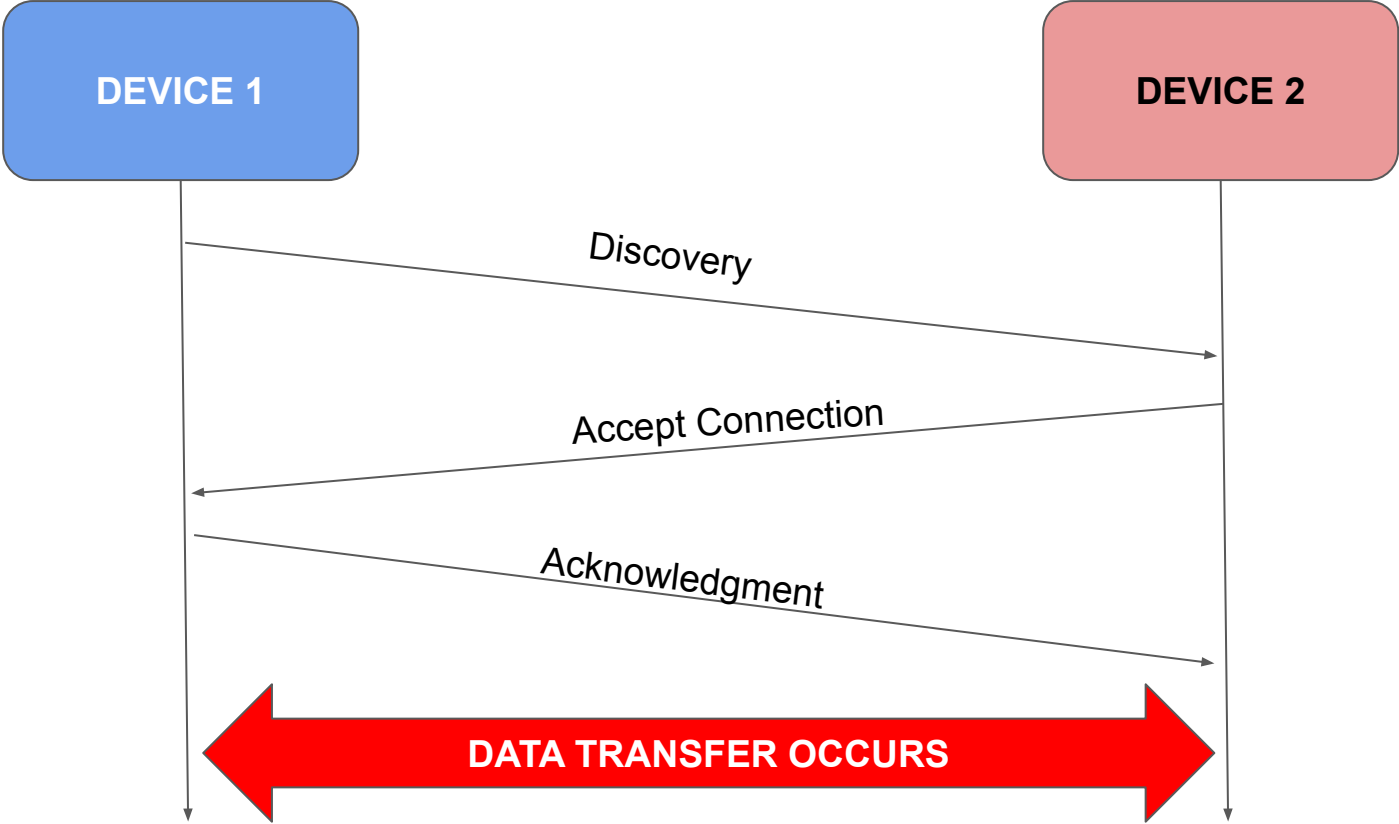 DEVICE 1
DEVICE 2
Discovery
Accept Connection
Acknowledgment
DATA TRANSFER OCCURS